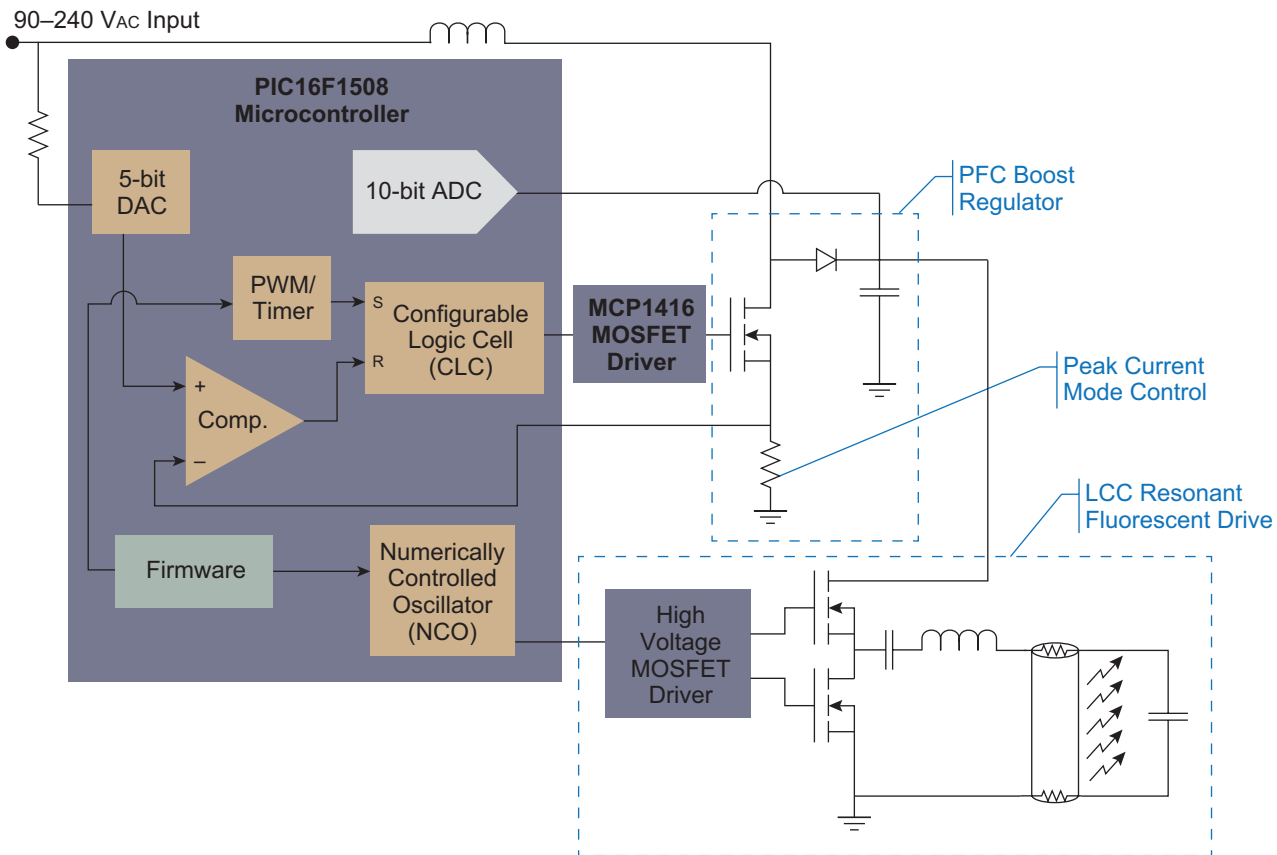 90–240 VAC Input
PIC16F1508
Microcontroller
5-bit
DAC
10-bit ADC
PFC Boost
Regulator
PWM/
Timer
S
R
Configurable
Logic Cell
(CLC)
MCP1416
MOSFET
Driver
Peak Current
Mode Control
+
Comp.
–
LCC Resonant
Fluorescent Drive
Firmware
Numerically
Controlled
Oscillator
(NCO)
High
Voltage
MOSFET
Driver